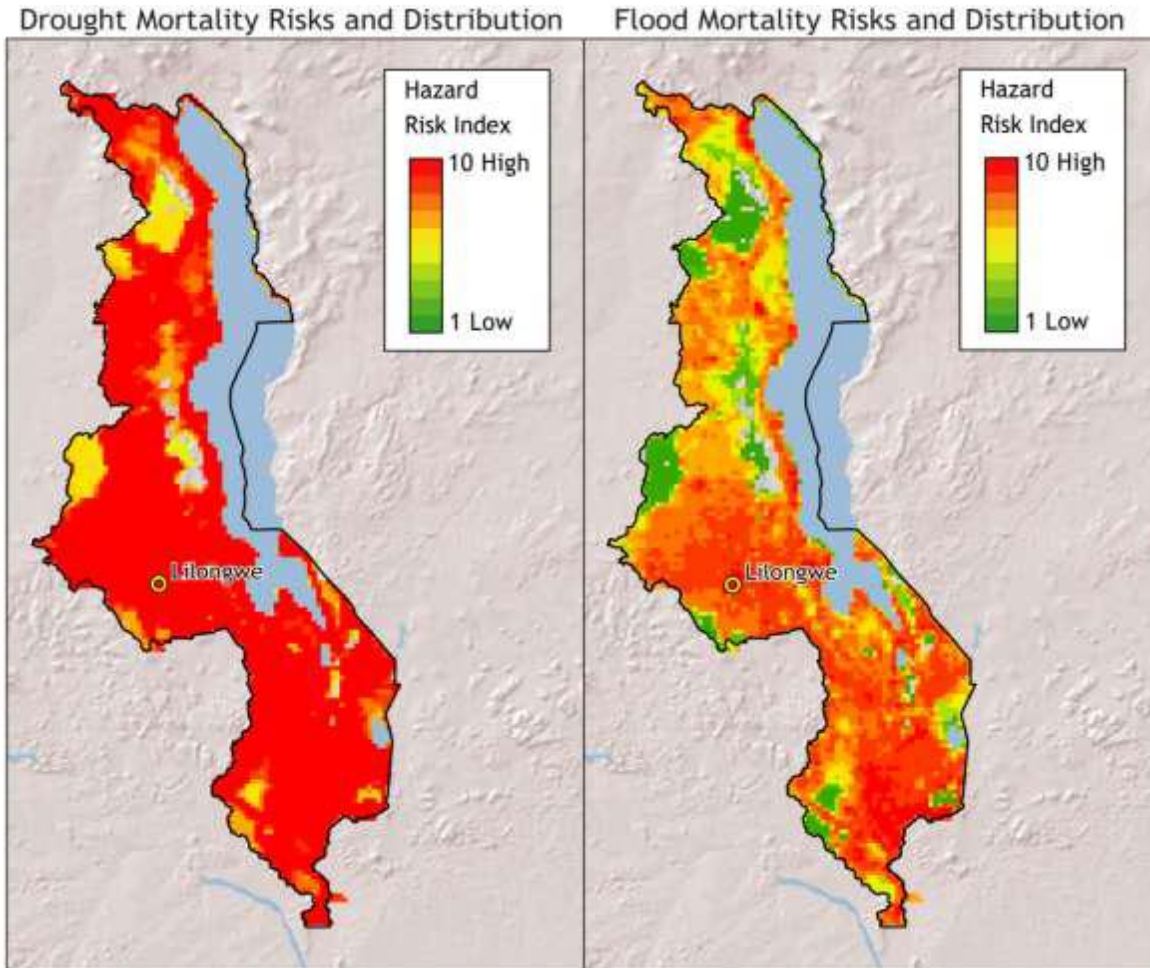 Drought Mortality Risks and Distribution
Hazard
Risk Index
10 High
1 Low
Lilongwe
Flood Mortality Risks and Distribution
Hazard
Risk Index
10 High
1 Low
Lilongwe